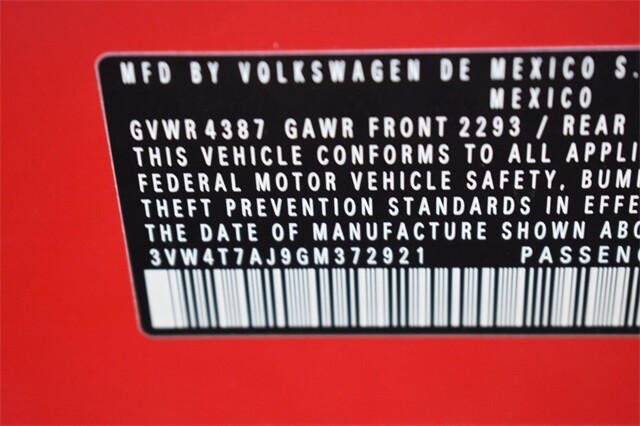 MFD BY VOLKSWAGEN DE MEXICO S.
MEXICO
GVWR 4387 GAWR FRONT 2293 / REAR
THIS VEHICLE CONFORMS TO ALL APPLI
FEDERAL MOTOR VEHICLE SAFETY, BUM
THEFT PREVENTION STANDARDS IN EFFE
THE DATE OF MANUFACTURE SHOWN ABO
3VW4T7AJ9GM372921 PASSENG